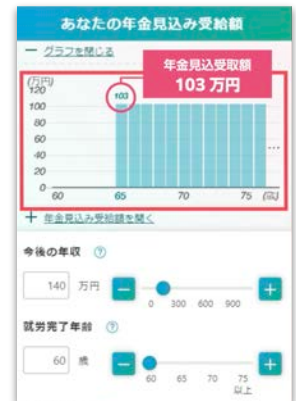 あなたの年金見込み受給額
ー グラフを閉じる
年金見込受取額
103 万円
(万円)
120
100
80
60
40
20
0
103
60 65 70 75 (歳)
…
+ 年金見込み受給額を開く
今後の年収 ?
140 万円 − +
0 300 600 900
就労完了年齢 ?
60 歳 − +
60 65 70 75
以上